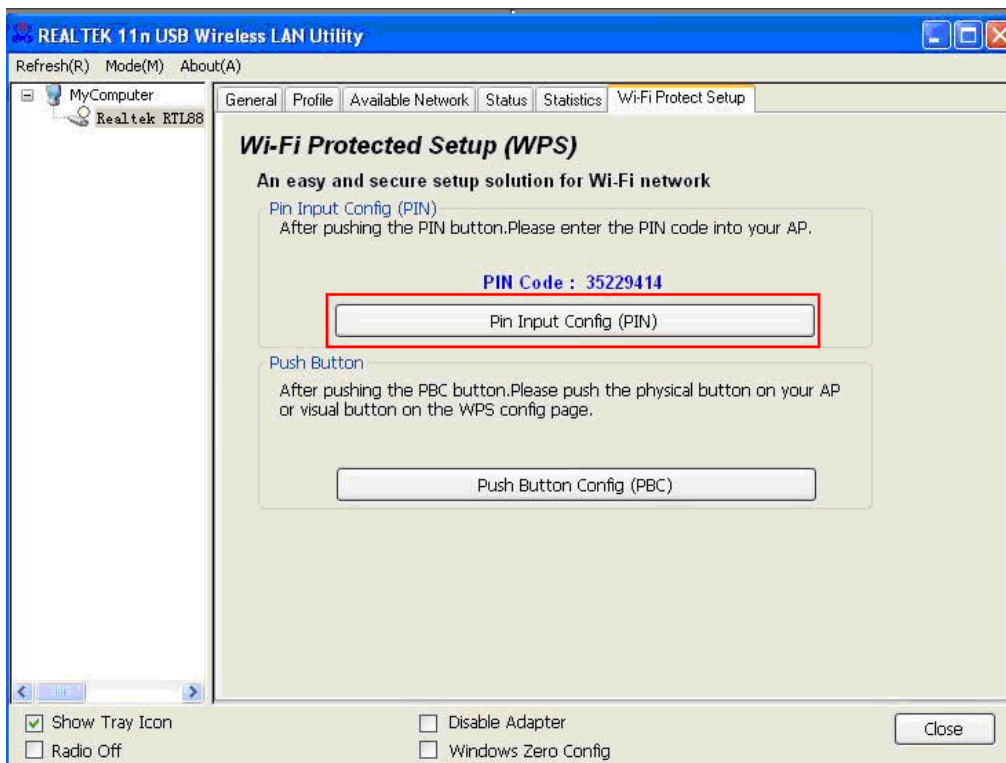 REALTEK 11n USB Wireless LAN Utility
Refresh(R) Mode(M) About(A)
MyComputer
Realtek RTL88
General Profile Available Network Status Statistics Wi-Fi Protect Setup
Wi-Fi Protected Setup (WPS)
An easy and secure setup solution for Wi-Fi network
Pin Input Config (PIN)
After pushing the PIN button.Please enter the PIN code into your AP.
PIN Code : 35229414
Pin Input Config (PIN)
Push Button
After pushing the PBC button.Please push the physical button on your AP
or visual button on the WPS config page.
Push Button Config (PBC)
Show Tray Icon
Disable Adapter
Close
Radio Off
Windows Zero Config